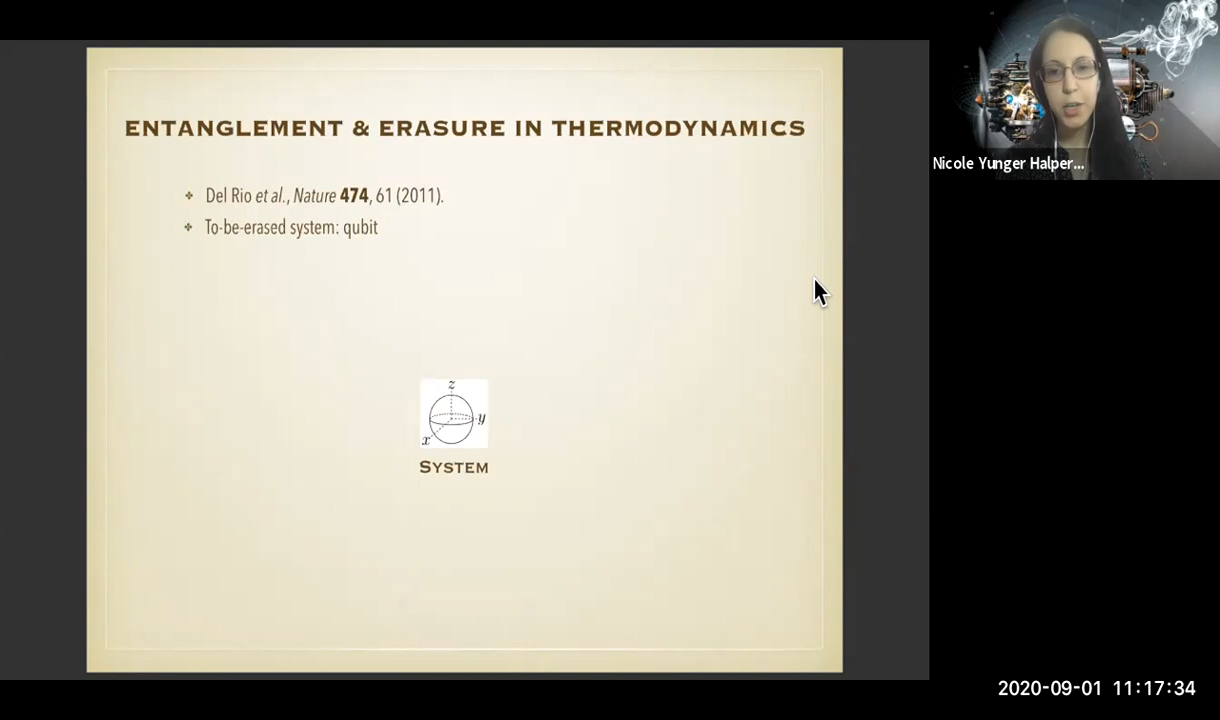 ENTANGLEMENT & ERASURE IN THERMODYNAMICS
Del Rio et al., Nature 474, 61 (2011).
To-be-erased system: qubit
z
y
x
SYSTEM
Nicole Yunger Halper...
2020-09-01 11:17:34